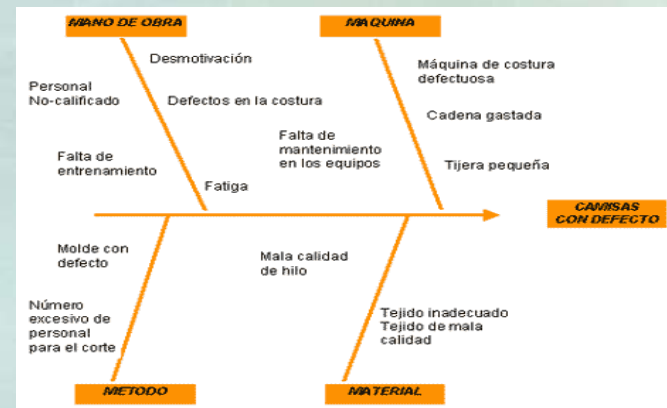 MANO DE OBRA
MAQUINA
Desmotivación
Máquina de costura
defectuosa
Personal
No-calificado
Defectos en la costura
Cadena gastada
Falta de
mantenimiento
en los equipos
Falta de
entrenamiento
Tijera pequeña
Fatiga
CAMISAS
CON DEFECTO
Molde con
defecto
Mala calidad
de hilo
Número
excesivo de
personal
para el corte
Tejido inadecuado
Tejido de mala
calidad
METODO
MATERIAL